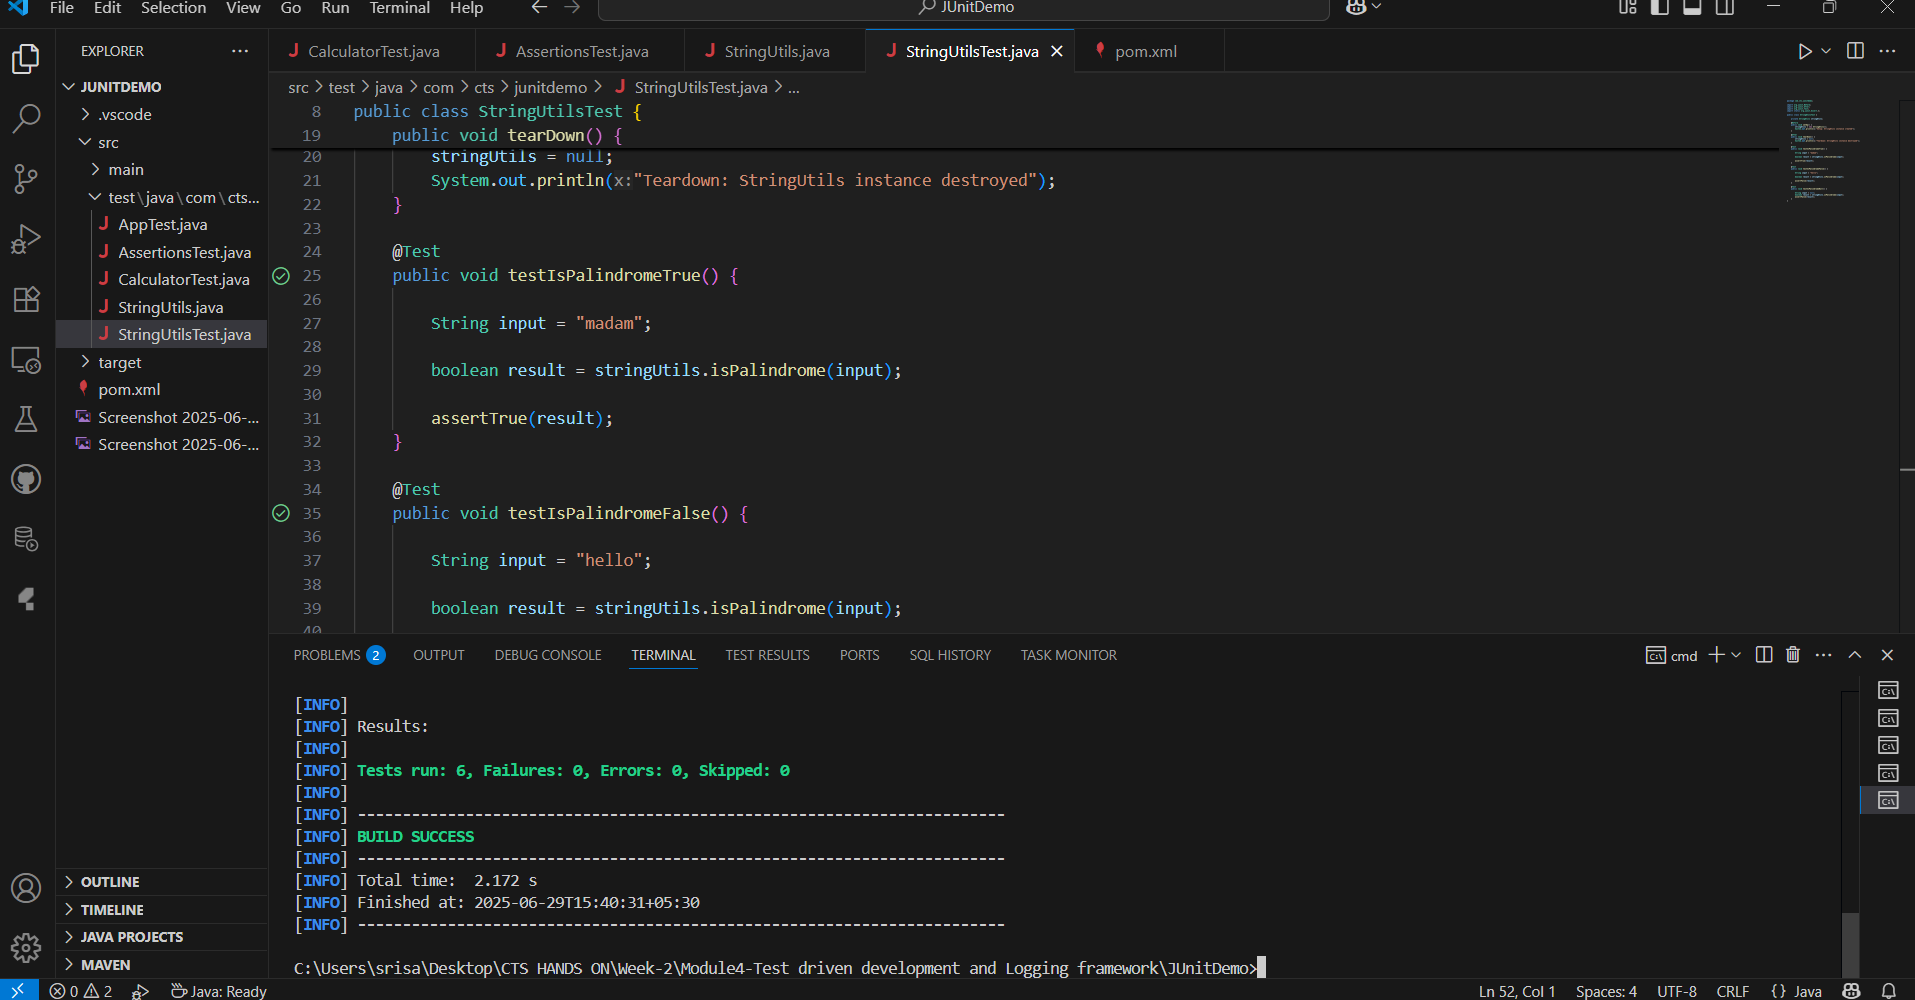 File Edit Selection View Go Run Terminal Help
JUnitDemo
EXPLORER
JUNITDEMO
.vscode
src
main
test\java\com\cts...
AppTest.java
AssertionsTest.java
CalculatorTest.java
StringUtils.java
StringUtilsTest.java
target
pom.xml
Screenshot 2025-06-...
Screenshot 2025-06-...
OUTLINE
TIMELINE
JAVA PROJECTS
MAVEN
CalculatorTest.java AssertionsTest.java StringUtils.java StringUtilsTest.java pom.xml
src > test > java > com > cts > junitdemo > StringUtilsTest.java > ...
8 public class StringUtilsTest {
19 public void tearDown() {
20 stringUtils = null;
21 System.out.println(x:"Teardown: StringUtils instance destroyed");
22 }
23
24 @Test
25 public void testIsPalindromeTrue() {
26
27 String input = "madam";
28
29 boolean result = stringUtils.isPalindrome(input);
30
31 assertTrue(result);
32 }
33
34 @Test
35 public void testIsPalindromeFalse() {
36
37 String input = "hello";
38
39 boolean result = stringUtils.isPalindrome(input);
40
PROBLEMS 2 OUTPUT DEBUG CONSOLE TERMINAL TEST RESULTS PORTS SQL HISTORY TASK MONITOR
cmd
[INFO]
[INFO] Results:
[INFO]
[INFO] Tests run: 6, Failures: 0, Errors: 0, Skipped: 0
[INFO]
[INFO] ------------------------------------------------------------------------
[INFO] BUILD SUCCESS
[INFO] ------------------------------------------------------------------------
[INFO] Total time:  2.172 s
[INFO] Finished at: 2025-06-29T15:40:31+05:30
[INFO] ------------------------------------------------------------------------
C:\Users\srisa\Desktop\CTS HANDS ON\Week-2\Module4-Test driven development and Logging framework\JUnitDemo>
0 2 Java: Ready Ln 52, Col 1 Spaces: 4 UTF-8 CRLF {} Java